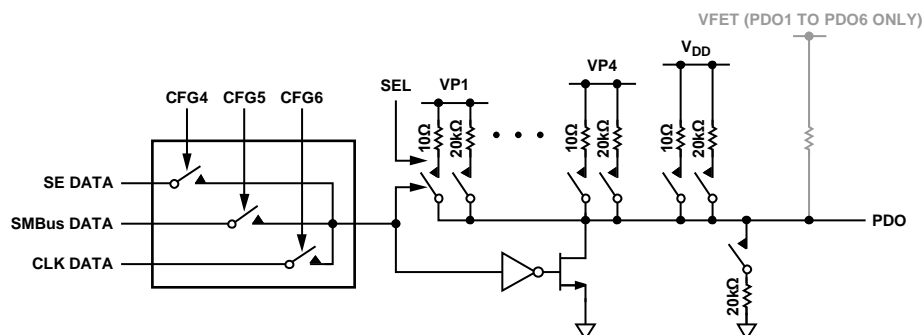 VFET (PDO1 TO PDO6 ONLY)
VDD
VP4
SEL
VP1
CFG4 CFG5 CFG6
10Ω
20kΩ
10Ω
20kΩ
10Ω
20kΩ
SE DATA
SMBus DATA
CLK DATA
PDO
20kΩ